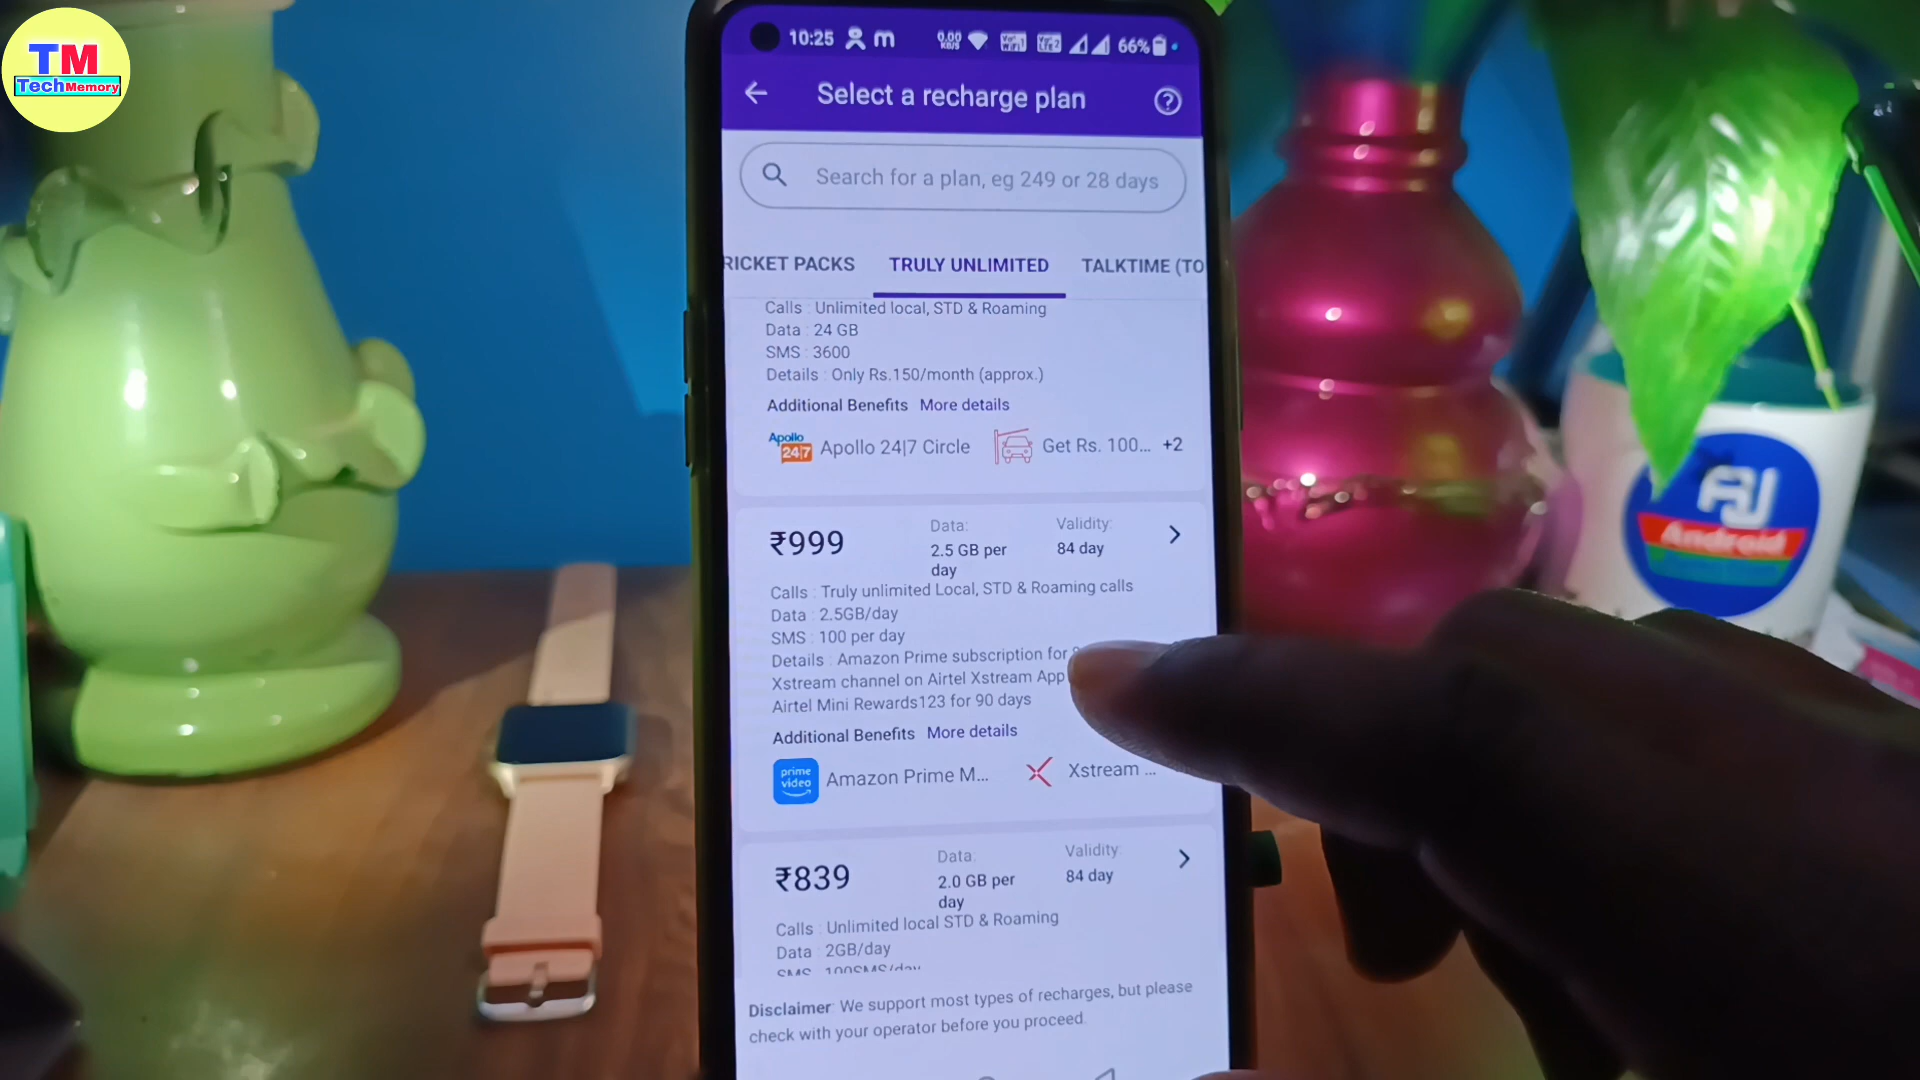 TM
TechMemory
10:25
66%
Select a recharge plan
Search for a plan, eg 249 or 28 days
RICKET PACKS TRULY UNLIMITED TALKTIME (TO
Calls : Unlimited local, STD & Roaming
Data : 24 GB
SMS : 3600
Details : Only Rs.150/month (approx.)
Additional Benefits More details
Apollo 24|7 Apollo 24|7 Circle Get Rs. 100... +2
₹999
Data:
2.5 GB per
day
Validity:
84 day
Calls : Truly unlimited Local, STD & Roaming calls
Data : 2.5GB/day
SMS : 100 per day
Details : Amazon Prime subscription for
Xstream channel on Airtel Xstream App
Airtel Mini Rewards123 for 90 days
Additional Benefits More details
prime video Amazon Prime M... Xstream ...
₹839
Data:
2.0 GB per
day
Validity:
84 day
Calls : Unlimited local STD & Roaming
Data : 2GB/day
SMS : 100SMS/day
Disclaimer: We support most types of recharges, but please
check with your operator before you proceed.
Android